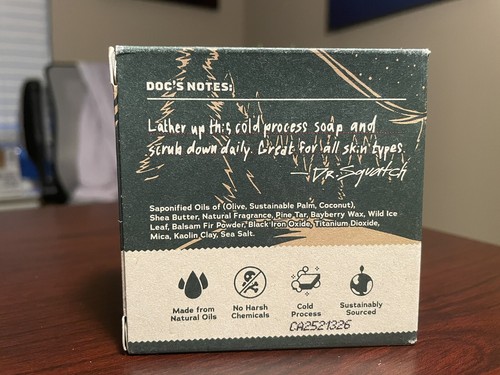 DOC'S NOTES:
Lather up this cold process soap and
scrub down daily. Great for all skin types.
—Dr. Squatch
Saponified Oils of (Olive, Sustainable Palm, Coconut),
Shea Butter, Natural Fragrance, Pine Tar, Bayberry Wax, Wild Ice
Leaf, Balsam Fir Powder, Black Iron Oxide, Titanium Dioxide,
Mica, Kaolin Clay, Sea Salt.
Made from
Natural Oils
No Harsh
Chemicals
Cold
Process
Sustainably
Sourced
CA2521326